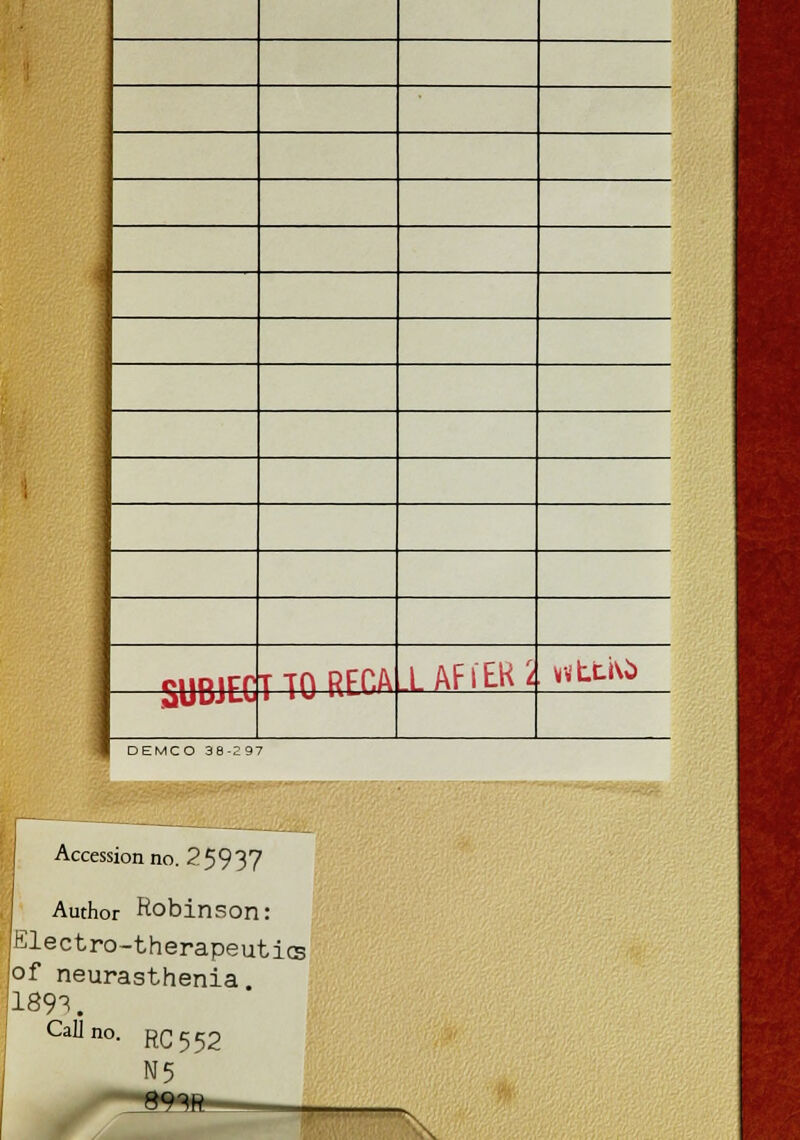 SUBJECT TO RECALL AFTER 2 WEEKS
DEMCO 38-297
Accession no. 25937
Author Robinson:
Electro-therapeutics
of neurasthenia.
1893.
Call no. RC552
N5
893R